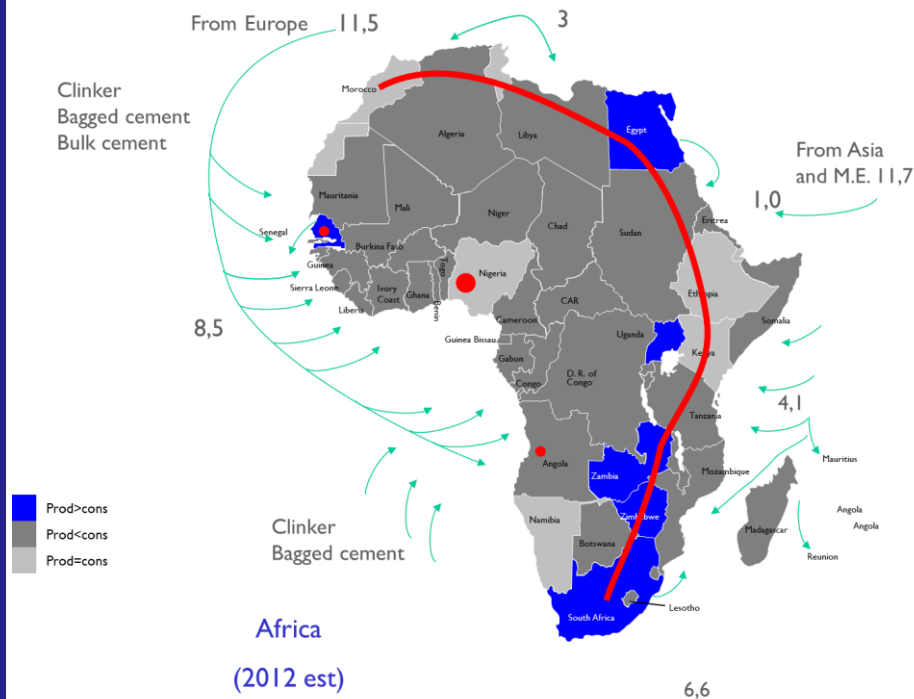 From Europe 11,5
3
Clinker
Bagged cement
Bulk cement
Morocco
Algeria
Libya
Egypt
From Asia
and M.E. 11,7
1,0
Mauritania
Mali
Niger
Chad
Sudan
Eritrea
Senegal
Burkina Faso
Guinea
Togo
Nigeria
Sierra Leone
Ivory
Coast
Ghana
Benin
Liberia
Ethiopia
Somalia
CAR
Cameroon
8,5
Guinea Bissau
Uganda
Kenya
Gabon
Congo
D. R. of
Congo
Tanzania
4,1
Mauritius
Angola
Zambia
Mozambique
Zimbabwe
Madagascar
Angola
Angola
Reunion
Prod>cons
Prod<cons
Prod=cons
Clinker
Bagged cement
Namibia
Botswana
Lesotho
South Africa
Africa
(2012 est)
6,6